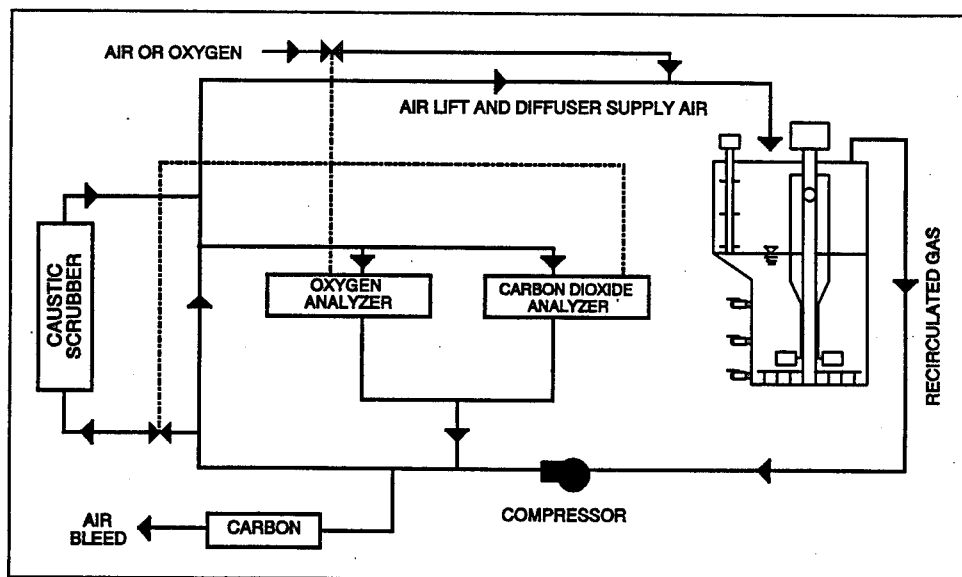 AIR OR OXYGEN
AIR LIFT AND DIFFUSER SUPPLY AIR
CAUSTIC
SCRUBBER
OXYGEN
ANALYZER
CARBON DIOXIDE
ANALYZER
RECIRCULATED GAS
COMPRESSOR
AIR
BLEED
CARBON